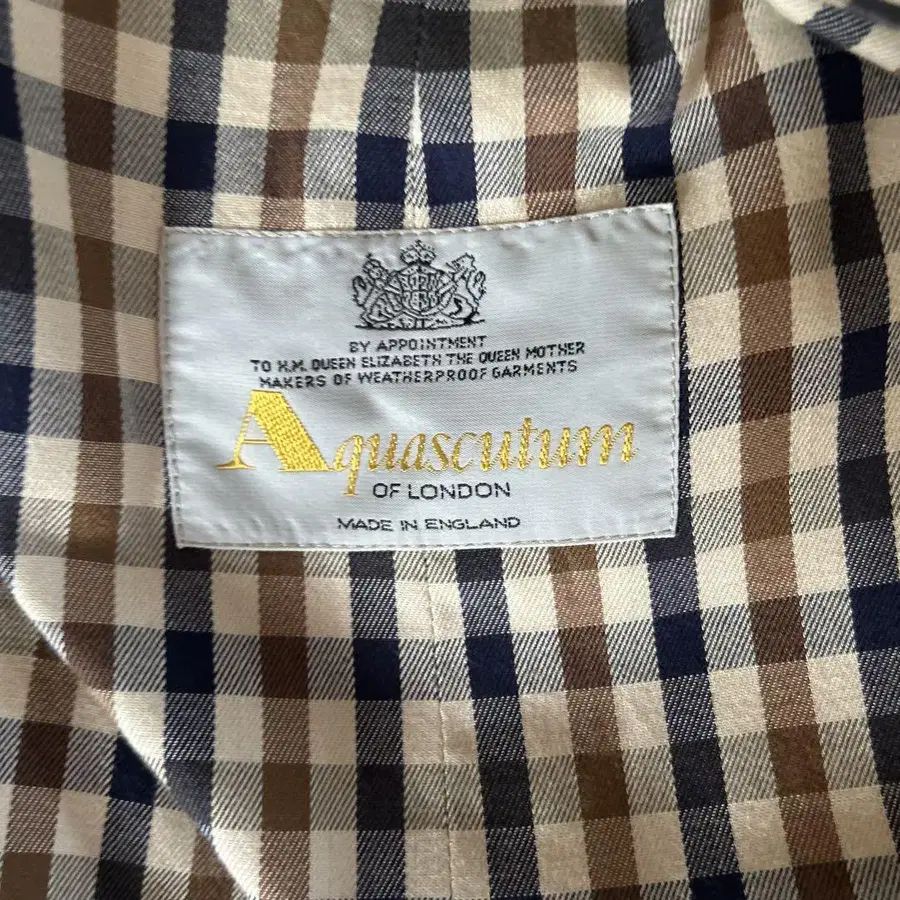 BY APPOINTMENT
TO H.M. QUEEN ELIZABETH THE QUEEN MOTHER
MAKERS OF WEATHERPROOF GARMENTS
Aquascutum
OF LONDON
MADE IN ENGLAND